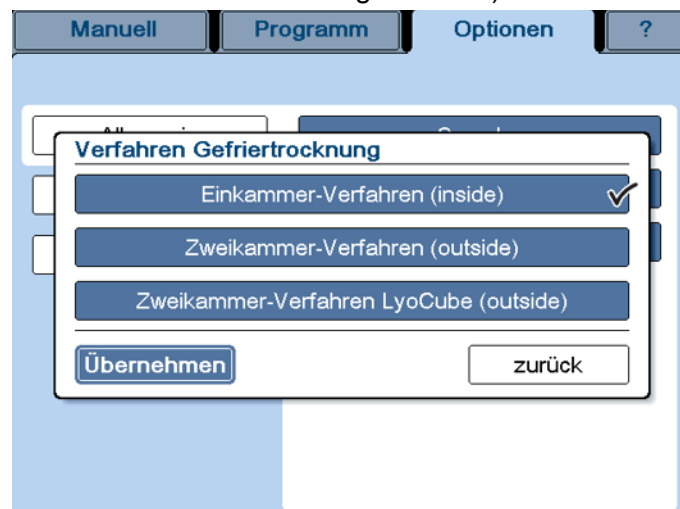 Manuell Programm Optionen ?
Verfahren Gefriertrocknung
Einkammer-Verfahren (inside)
Zweikammer-Verfahren (outside)
Zweikammer-Verfahren LyoCube (outside)
Übernehmen zurück